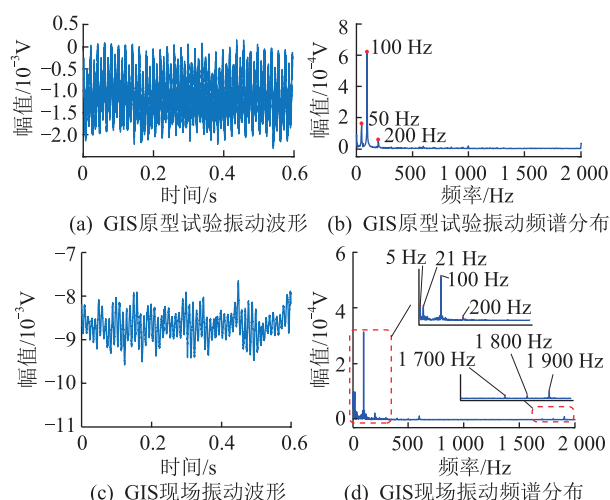 幅值/10⁻³V
0.5
0
−0.5
−1.0
−1.5
−2.0
0
0.2
0.4
0.6
时间/s
(a) GIS原型试验振动波形
幅值/10⁻⁴V
8
6
4
2
0
100 Hz
50 Hz
200 Hz
500
1 000
2 000
频率/Hz
(b) GIS原型试验振动频谱分布
幅值/10⁻³V
−7
−8
−9
−10
−11
0
0.2
0.4
0.6
时间/s
(c) GIS现场振动波形
幅值/10⁻⁴V
6
4
2
0
5 Hz
21 Hz
100 Hz
200 Hz
1 700 Hz
1 800 Hz
1 900 Hz
0
500
1 000
1 500
2 000
频率/Hz
(d) GIS现场振动频谱分布